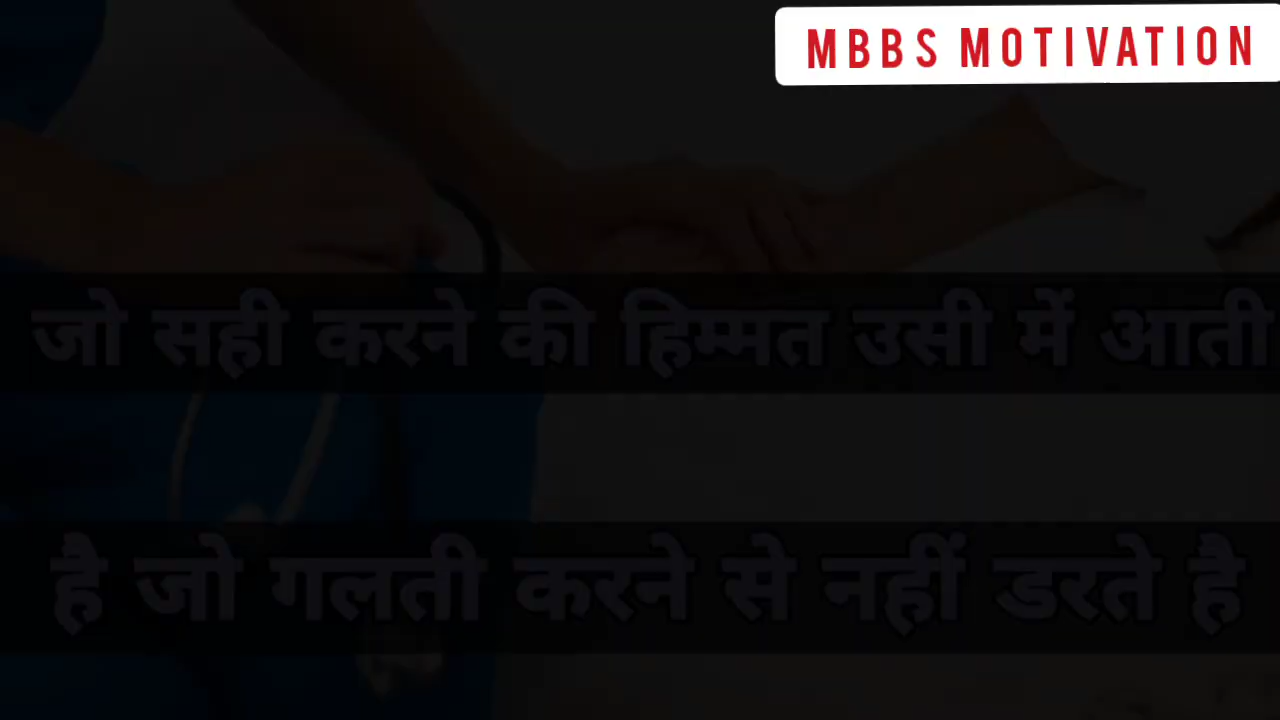 MBBS MOTIVATION
जो सही करने की हिम्मत उसी में आती
है जो गलती करने से नहीं डरते है